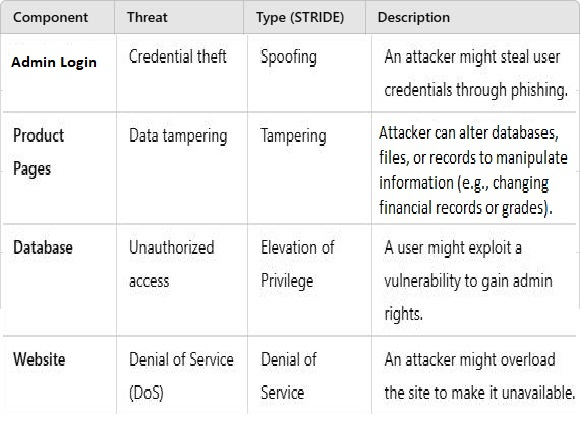 Component Threat Type (STRIDE) Description
Admin Login Credential theft Spoofing An attacker might steal user
credentials through phishing.
Product Data tampering Tampering Attacker can alter databases,
Pages files, or records to manipulate
information (e.g., changing
financial records or grades).
Database Unauthorized Elevation of A user might exploit a
access Privilege vulnerability to gain admin
rights.
Website Denial of Service Denial of An attacker might overload
(DoS) Service the site to make it unavailable.